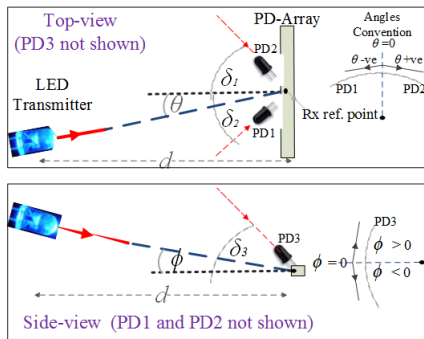 Top-view
(PD3 not shown)
PD-Array
Angles
Convention
θ=0
θ-ve
θ+ve
PD1
PD2
PD2
LED
Transmitter
δ1
θ
δ2
PD1
Rx ref. point
d
PD3
δ3
PD3
ϕ
ϕ = 0
ϕ > 0
ϕ < 0
d
Side-view (PD1 and PD2 not shown)